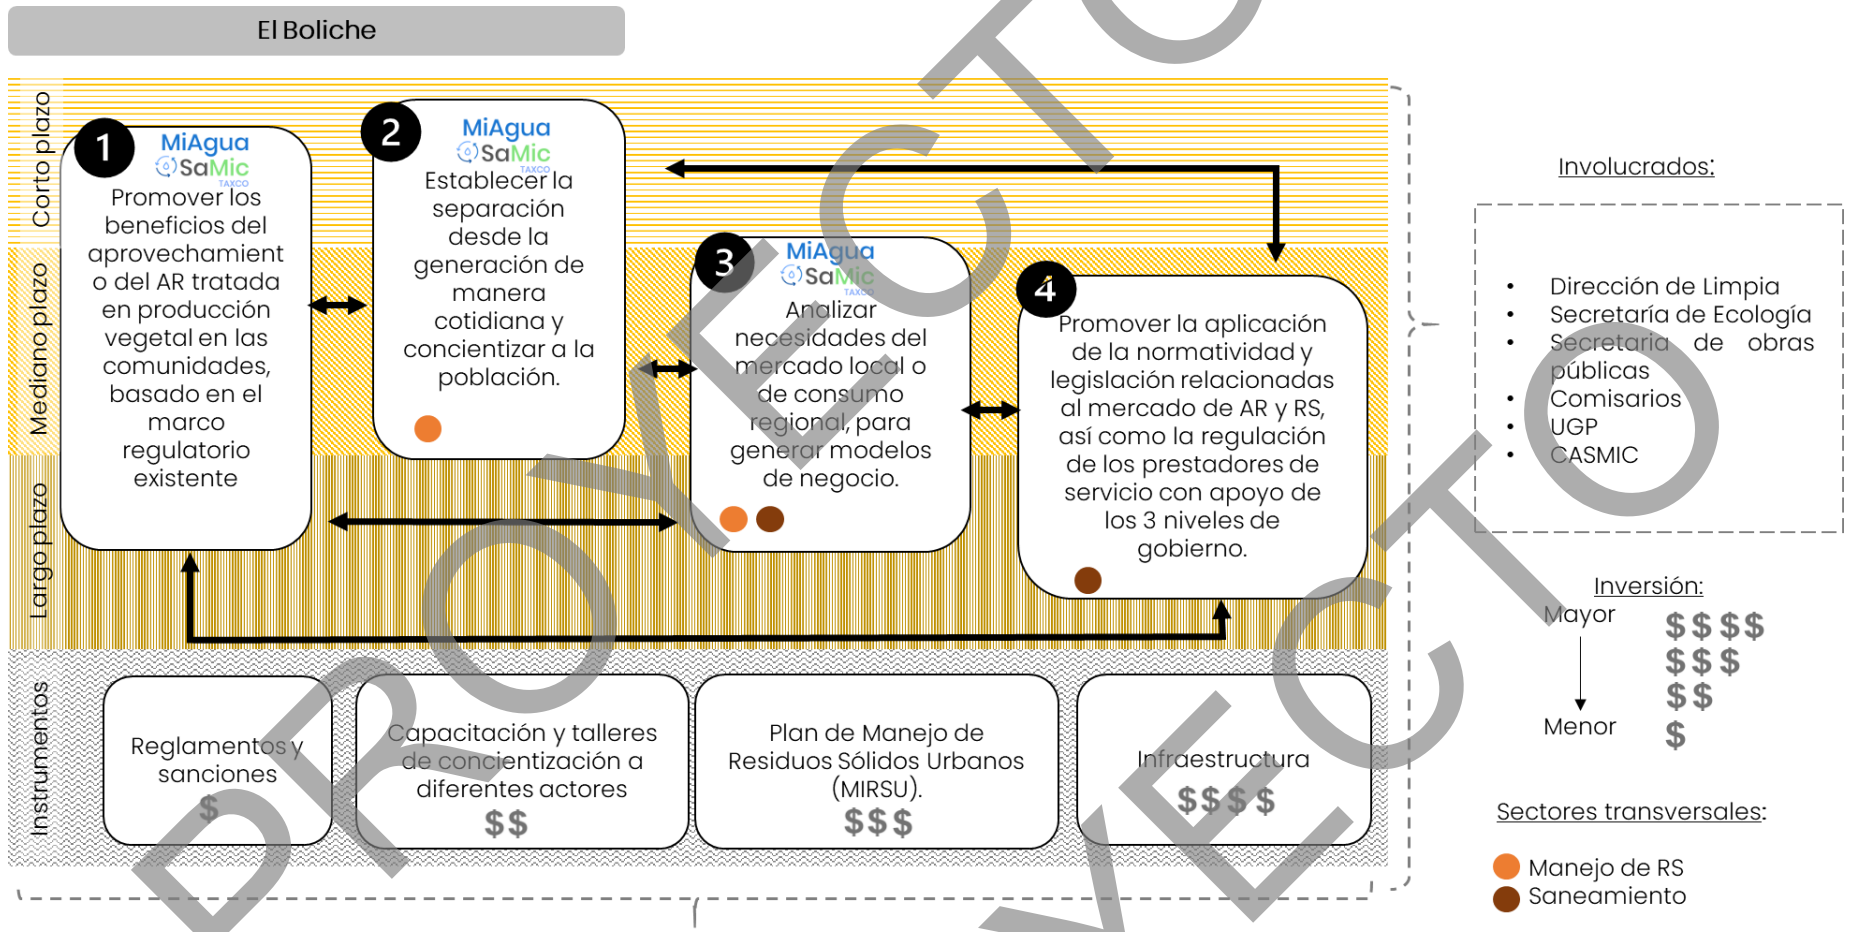 El Boliche
Corto plazo
Mediano plazo
Largo plazo
Instrumentos
1
MiAgua
SaMic
TAXCO
Promover los
beneficios del
aprovechamient
o del AR tratada
en producción
vegetal en las
comunidades,
basado en el
marco
regulatorio
existente
2
MiAgua
SaMic
TAXCO
Establecer la
separación
desde la
generación de
manera
cotidiana y
concientizar a la
población.
3
MiAgua
SaMic
TAXCO
Analizar
necesidades del
mercado local o
de consumo
regional, para
generar modelos
de negocio.
4
Promover la aplicación
de la normatividad y
legislación relacionadas
al mercado de AR y RS,
así como la regulación
de los prestadores de
servicio con apoyo de
los 3 niveles de
gobierno.
Reglamentos y
sanciones
$
Capacitación y talleres
de concientización a
diferentes actores
$$
Plan de Manejo de
Residuos Sólidos Urbanos
(MIRSU).
$$$
Infraestructura
$$$$
Involucrados:
• Dirección de Limpia
• Secretaría de Ecología
• Secretaria de obras
públicas
• Comisarios
• UGP
• CASMIC
Inversión:
Mayor
$$$$
$$$
$$
Menor
$
Sectores transversales:
Manejo de RS
Saneamiento
PROYECTO
YECTO